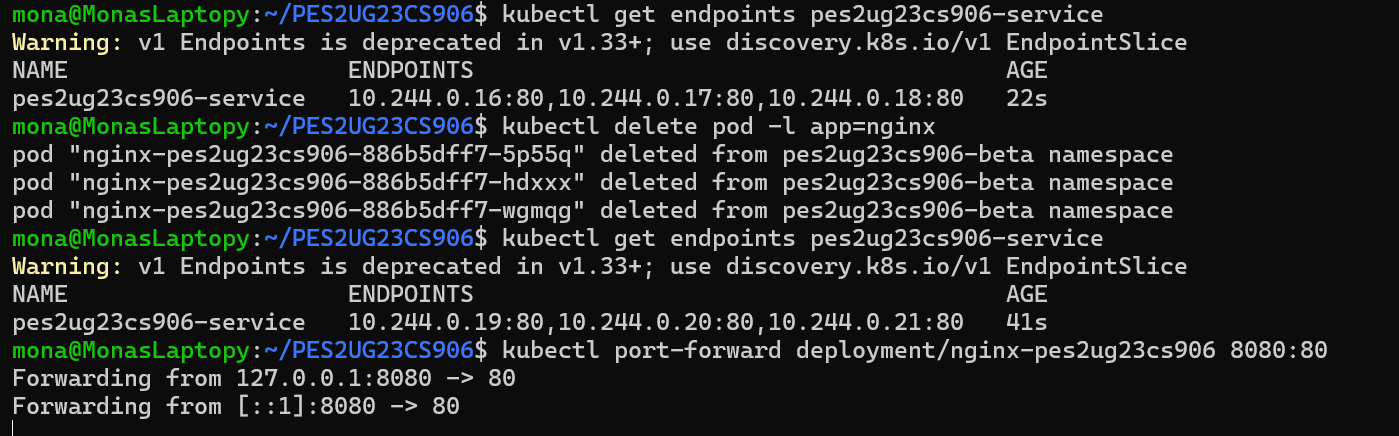 mona@MonasLaptopy:~/PES2UG23CS906$ kubectl get endpoints pes2ug23cs906-service
Warning: v1 Endpoints is deprecated in v1.33+; use discovery.k8s.io/v1 EndpointSlice
NAME                    ENDPOINTS                                      AGE
pes2ug23cs906-service   10.244.0.16:80,10.244.0.17:80,10.244.0.18:80   22s
mona@MonasLaptopy:~/PES2UG23CS906$ kubectl delete pod -l app=nginx
pod "nginx-pes2ug23cs906-886b5dff7-5p55q" deleted from pes2ug23cs906-beta namespace
pod "nginx-pes2ug23cs906-886b5dff7-hdxxx" deleted from pes2ug23cs906-beta namespace
pod "nginx-pes2ug23cs906-886b5dff7-wgmqg" deleted from pes2ug23cs906-beta namespace
mona@MonasLaptopy:~/PES2UG23CS906$ kubectl get endpoints pes2ug23cs906-service
Warning: v1 Endpoints is deprecated in v1.33+; use discovery.k8s.io/v1 EndpointSlice
NAME                    ENDPOINTS                                      AGE
pes2ug23cs906-service   10.244.0.19:80,10.244.0.20:80,10.244.0.21:80   41s
mona@MonasLaptopy:~/PES2UG23CS906$ kubectl port-forward deployment/nginx-pes2ug23cs906 8080:80
Forwarding from 127.0.0.1:8080 -> 80
Forwarding from [::1]:8080 -> 80